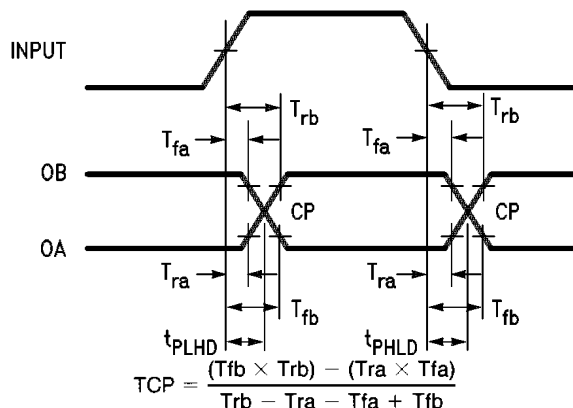 INPUT
Trb
Trb
Tfa
Tfa
OB
CP
CP
OA
Tra
Tra
Tfb
Tfb
tPLHD
tPHLD
TCP = (Tfb × Trb) − (Tra × Tfa)
Trb − Tra − Tfa + Tfb